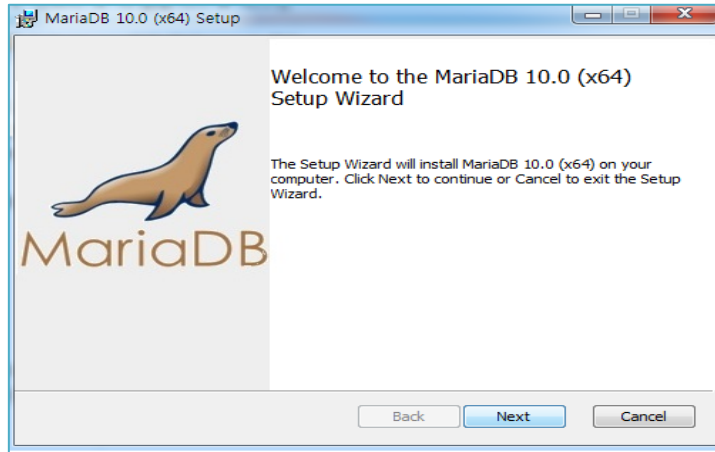 MariaDB 10.0 (x64) Setup
Welcome to the MariaDB 10.0 (x64)
Setup Wizard
The Setup Wizard will install MariaDB 10.0 (x64) on your
computer. Click Next to continue or Cancel to exit the Setup
Wizard.
MariaDB
Back Next Cancel